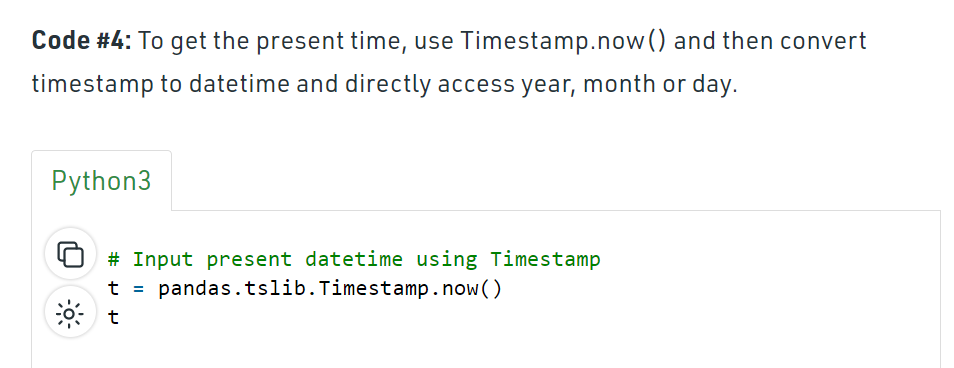 Code #4: To get the present time, use Timestamp.now() and then convert
timestamp to datetime and directly access year, month or day.
Python3
# Input present datetime using Timestamp
t = pandas.tslib.Timestamp.now()
t